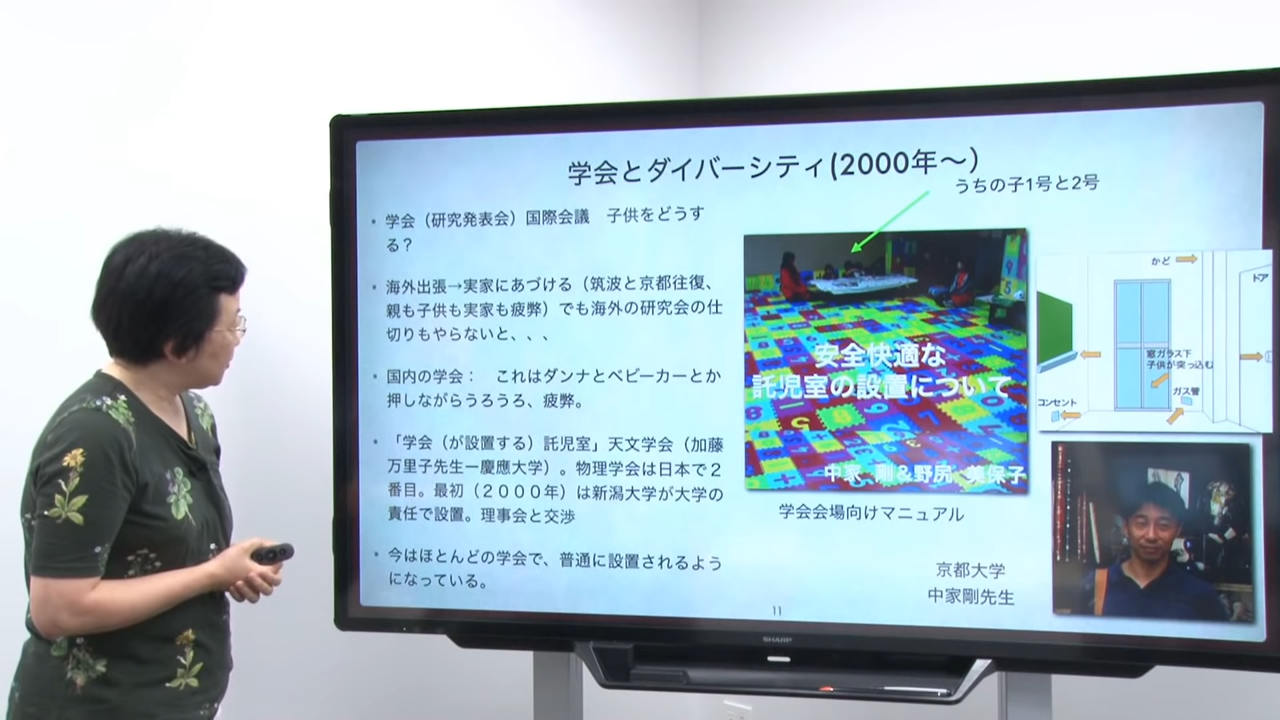 学会とダイバーシティ(2000年〜)
うちの子1号と2号
• 学会（研究発表会）国際会議　子供をどうす
る？
• 海外出張→実家にあづける（筑波と京都往復、
親も子供も実家も疲弊）でも海外の研究会の仕
切りもやらないと、、、
• 国内の学会：　これはダンナとベビーカーとか
押しながらうろうろ、疲弊。
• 「学会（が設置する）託児室」天文学会（加藤
万里子先生ー慶應大学）。物理学会は日本で２
番目。最初（２０００年）は新潟大学が大学の
責任で設置。理事会と交渉
• 今はほとんどの学会で、普通に設置されるよう
になっている。
安全快適な
託児室の設置について
中家　剛＆野尻　美保子
学会会場向けマニュアル
かど
ドア
窓ガラス下
子供が突っ込む
ガス管
コンセント
京都大学
中家剛先生
11
SHARP